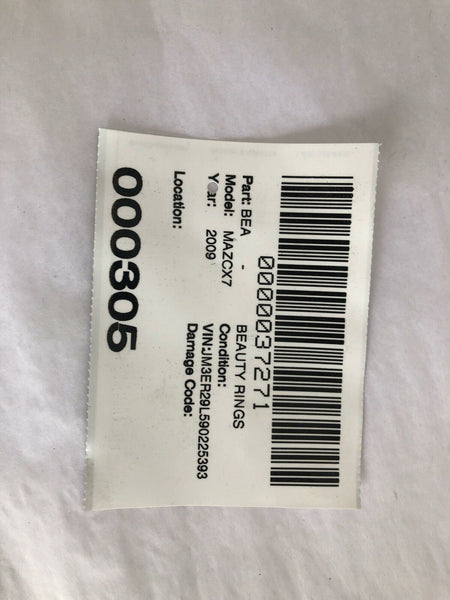 0000037271
Part: BEA - BEAUTY RINGS
Model: MAZCX7 Condition:
Year: 2009 VIN:JM3ER29L590225393
Damage Code:
Location:
000305